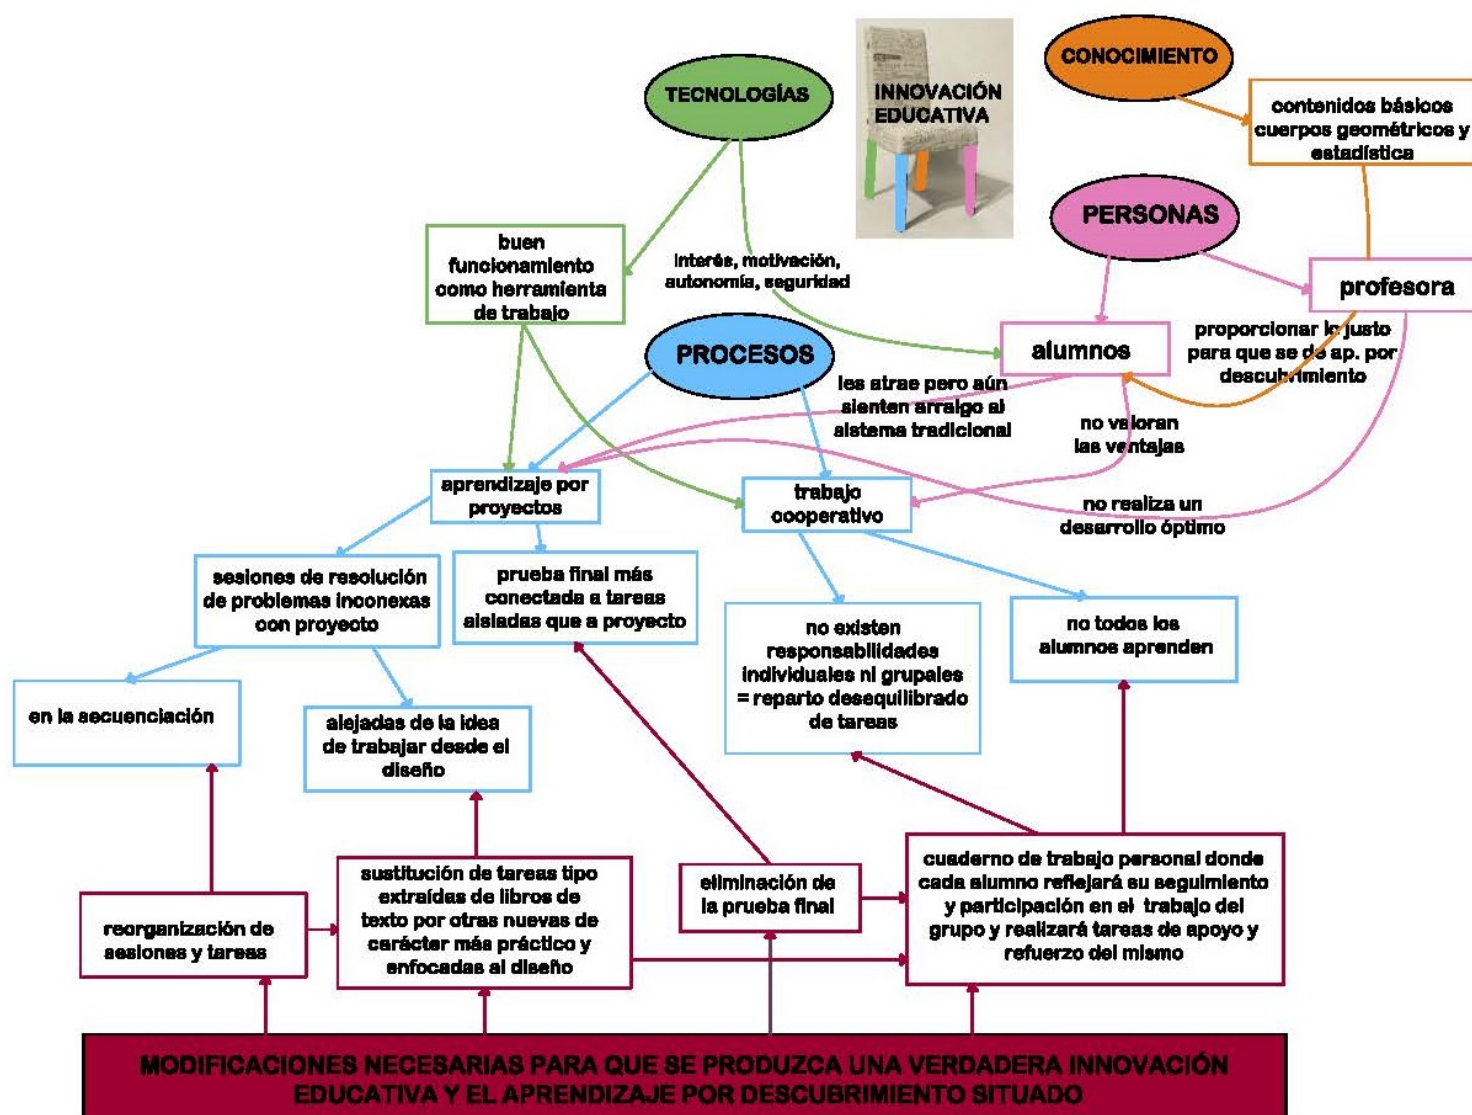 TECNOLOGÍAS
INNOVACIÓN
EDUCATIVA
CONOCIMIENTO
contenidos básicos
cuerpos geométricos y
estadística
PERSONAS
profesora
buen
funcionamiento
como herramienta
de trabajo
Interés, motivación,
autonomía, seguridad
PROCESOS
alumnos
proporcionar lo justo
para que se de ap. por
descubrimiento
les atrae pero aún
sienten arraigo al
sistema tradicional
no valoran
las ventajas
aprendizaje por
proyectos
trabajo
cooperativo
no realiza un
desarrollo óptimo
sesiones de resolución
de problemas inconexas
con proyecto
prueba final más
conectada a tareas
aisladas que a proyecto
no existen
responsabilidades
individuales ni grupales
= reparto desequilibrado
de tareas
no todos los
alumnos aprenden
en la secuenciación
alejadas de la idea
de trabajar desde el
diseño
reorganización de
sesiones y tareas
sustitución de tareas tipo
extraídas de libros de
texto por otras nuevas de
carácter más práctico y
enfocadas al diseño
eliminación de
la prueba final
cuaderno de trabajo personal donde
cada alumno reflejará su seguimiento
y participación en el trabajo del
grupo y realizará tareas de apoyo y
refuerzo del mismo
MODIFICACIONES NECESARIAS PARA QUE SE PRODUZCA UNA VERDADERA INNOVACIÓN
EDUCATIVA Y EL APRENDIZAJE POR DESCUBRIMIENTO SITUADO